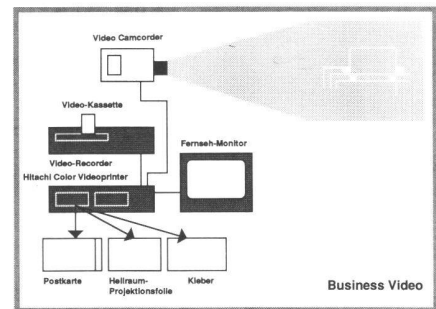 Video Camcorder
Video-Kassette
Video-Recorder
Fernseh-Monitor
Hitachi Color Videoprinter
Postkarte
Hellraum-
Projektionsfolie
Kleber
Business Video